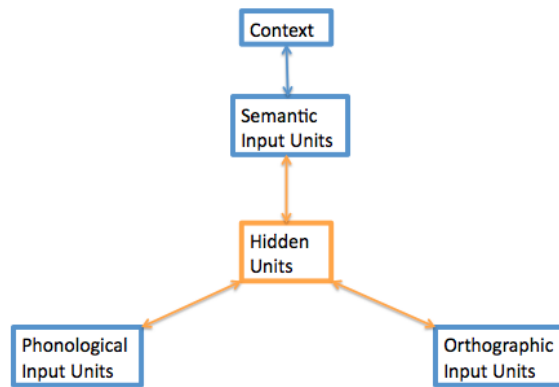 Context
Semantic
Input Units
Hidden
Units
Phonological
Input Units
Orthographic
Input Units